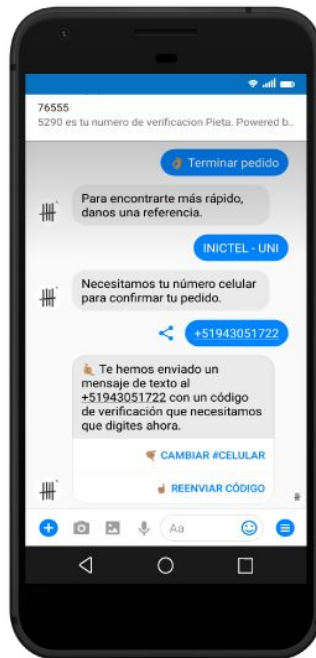 76555
5290 es tu numero de verificacion Pieta. Powered b..
Terminar pedido
Para encontrarte más rápido,
danos una referencia.
INICTEL - UNI
Necesitamos tu número celular
para confirmar tu pedido.
+51943051722
Te hemos enviado un
mensaje de texto al
+51943051722 con un código
de verificación que necesitamos
que digites ahora.
CAMBIAR #CELULAR
REENVIAR CÓDIGO
Aa